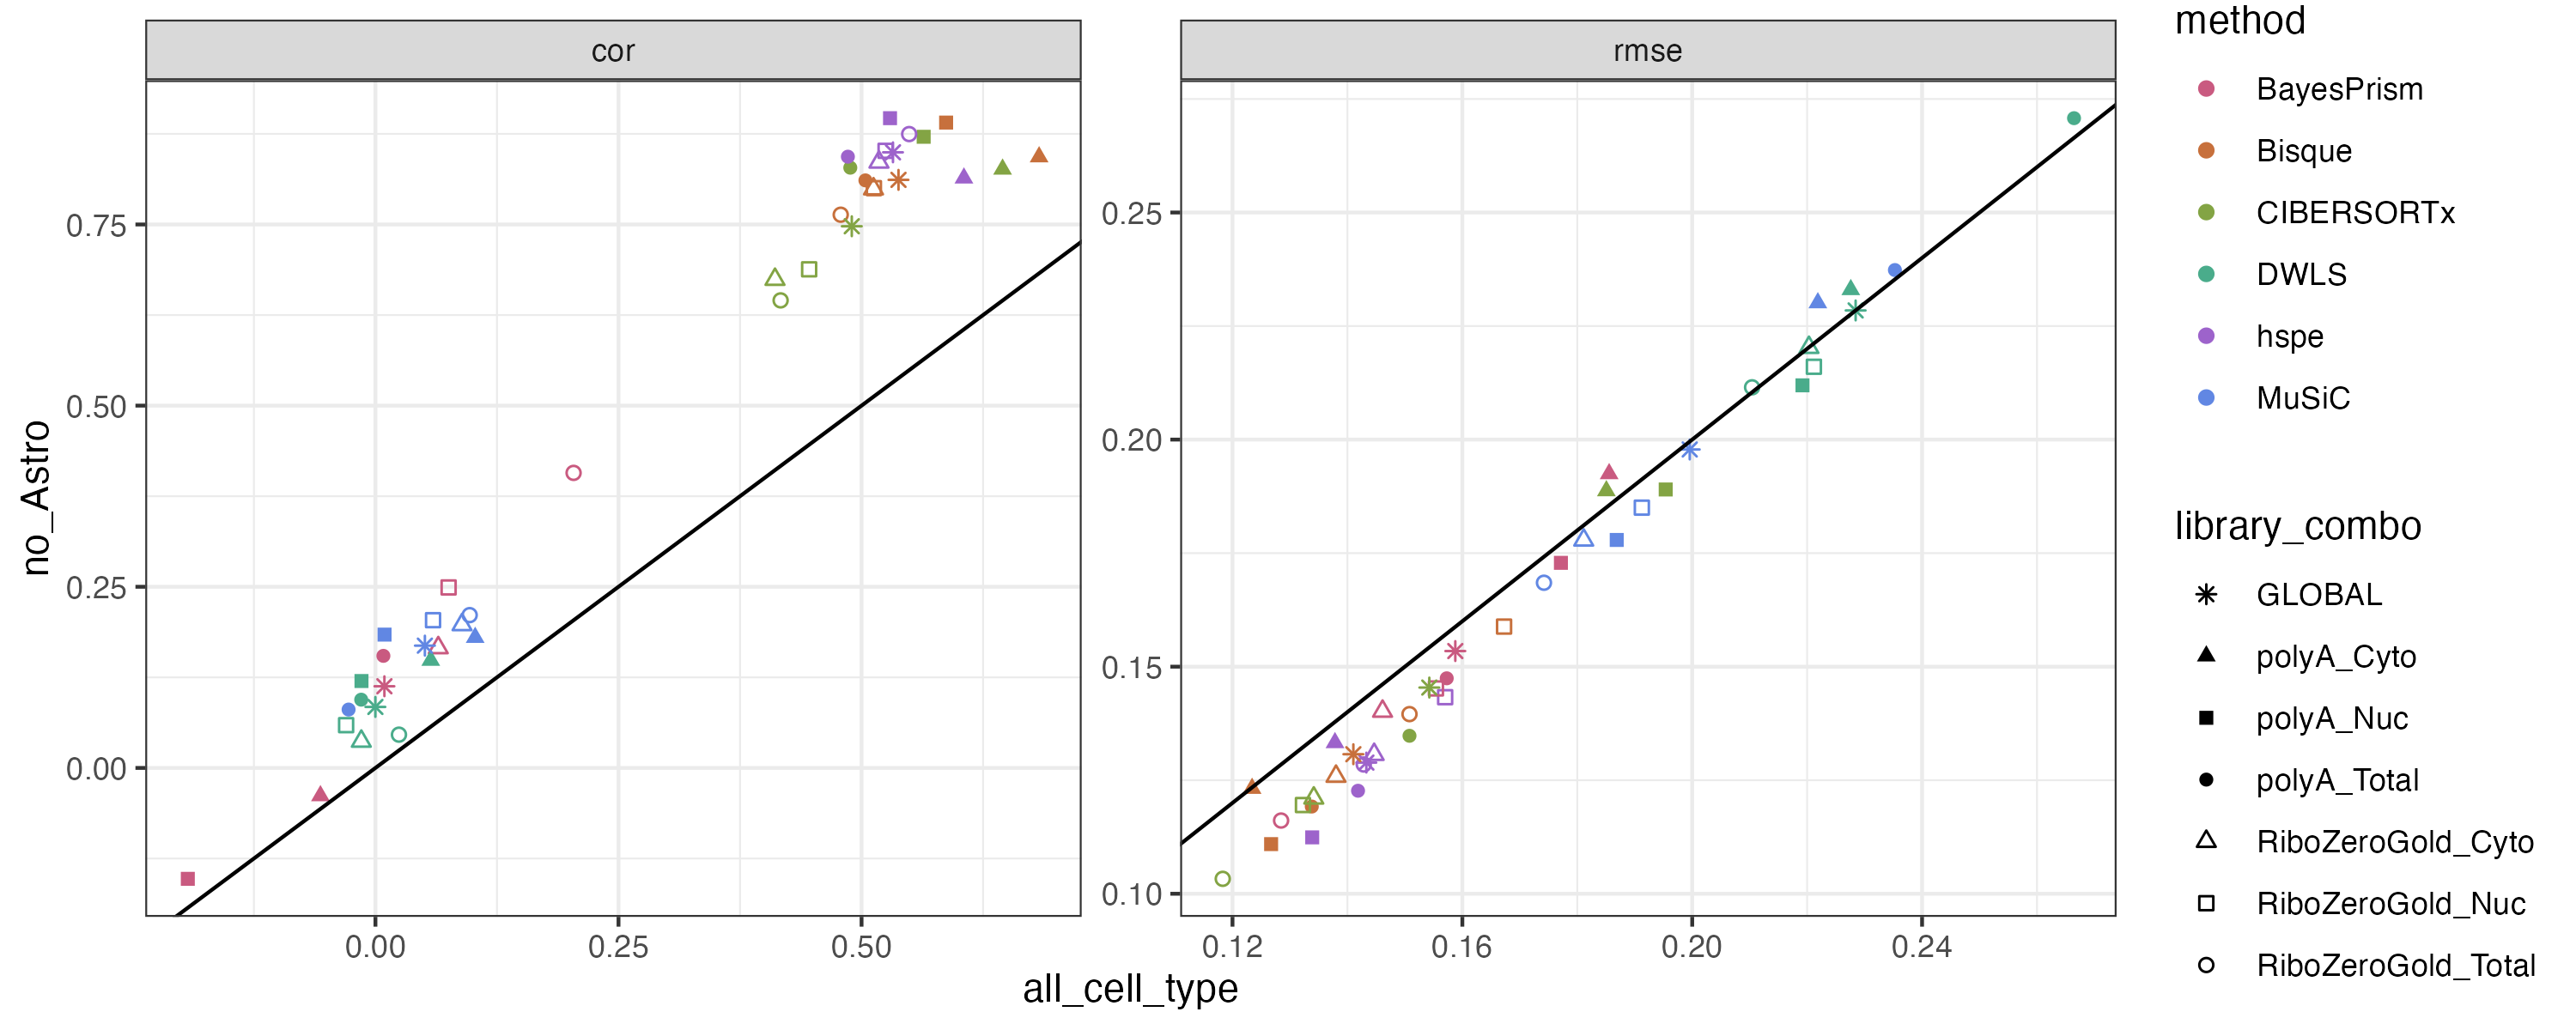 cor
rmse
no_Astro
0.75
0.50
0.25
0.00
0.00
0.25
0.50
0.25
0.20
0.15
0.10
0.12
0.16
0.20
0.24
all_cell_type
method
BayesPrism
Bisque
CIBERSORTx
DWLS
hspe
MuSiC
library_combo
GLOBAL
polyA_Cyto
polyA_Nuc
polyA_Total
RiboZeroGold_Cyto
RiboZeroGold_Nuc
RiboZeroGold_Total